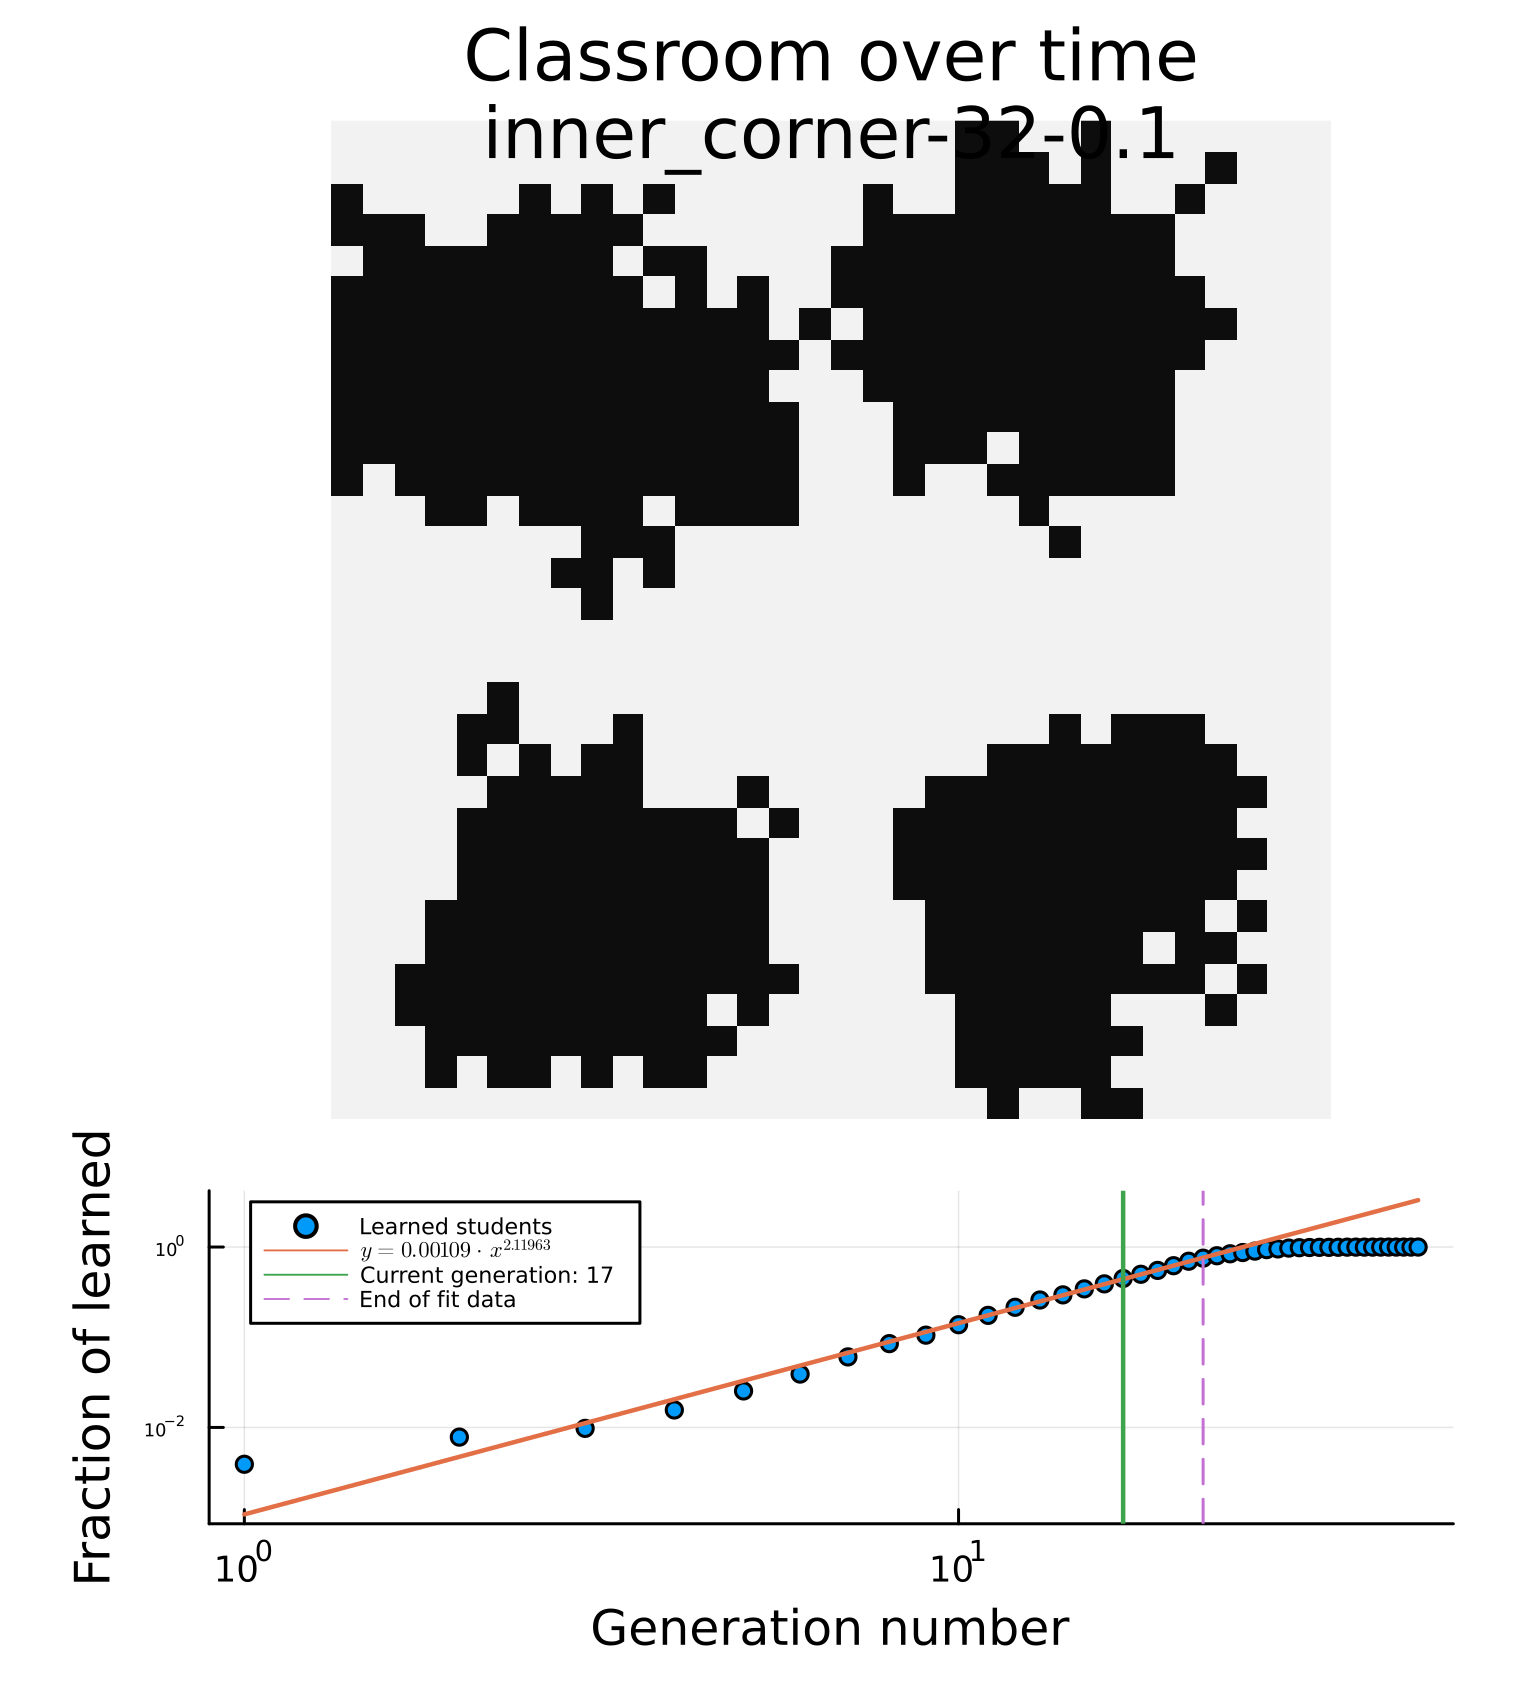 Classroom over time
inner_corner-32-0.1
Fraction of learned
10^0
10^-2
Learned students
y = 0.00109 · x^2.11963
Current generation: 17
End of fit data
10^0
10^1
Generation number